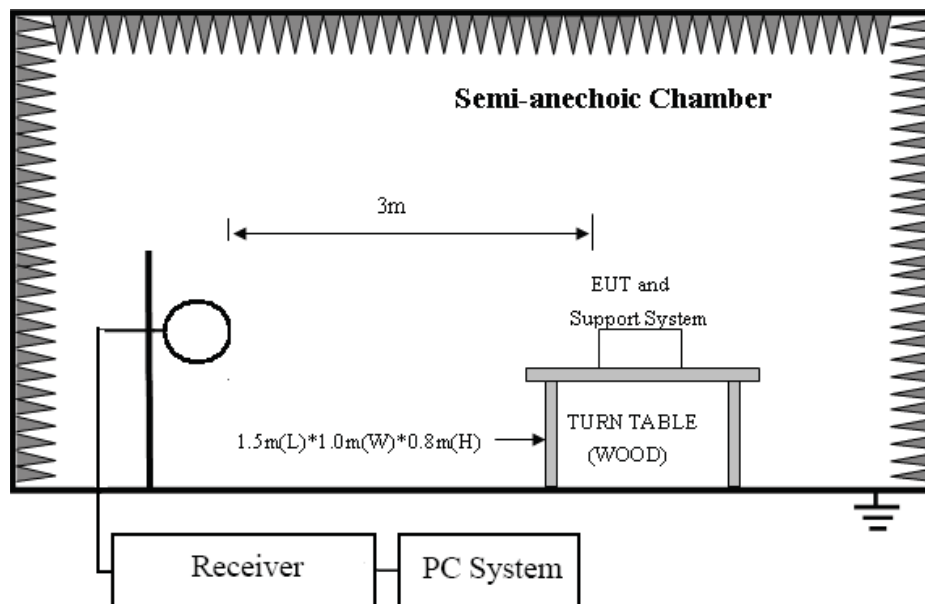 Semi-anechoic Chamber
3m
EUT and
Support System
1.5m(L)*1.0m(W)*0.8m(H)
TURN TABLE
(WOOD)
Receiver
PC System